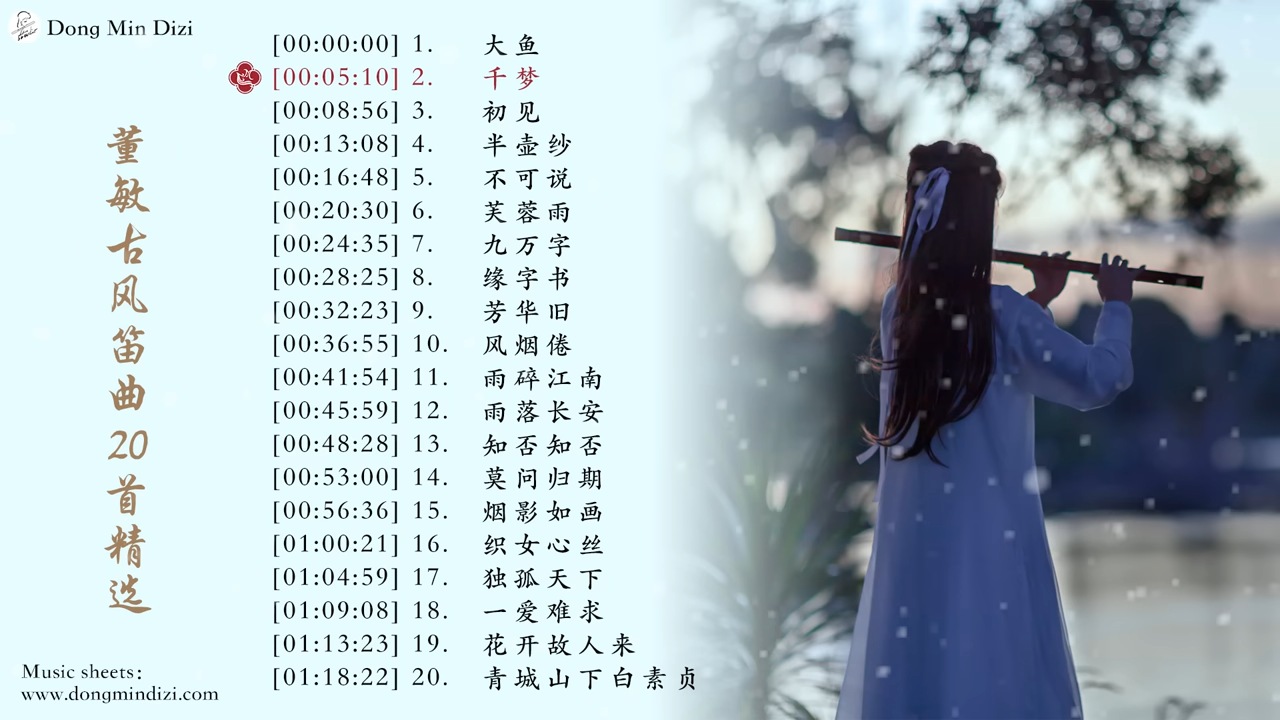 Dong Min Dizi
董敏古风笛曲20首精选
[00:00:00] 1. 大鱼
[00:05:10] 2. 千梦
[00:08:56] 3. 初见
[00:13:08] 4. 半壶纱
[00:16:48] 5. 不可说
[00:20:30] 6. 芙蓉雨
[00:24:35] 7. 九万字
[00:28:25] 8. 缘字书
[00:32:23] 9. 芳华旧
[00:36:55] 10. 风烟倦
[00:41:54] 11. 雨碎江南
[00:45:59] 12. 雨落长安
[00:48:28] 13. 知否知否
[00:53:00] 14. 莫问归期
[00:56:36] 15. 烟影如画
[01:00:21] 16. 织女心丝
[01:04:59] 17. 独孤天下
[01:09:08] 18. 一爱难求
[01:13:23] 19. 花开故人来
[01:18:22] 20. 青城山下白素贞
Music sheets:
www.dongmindizi.com